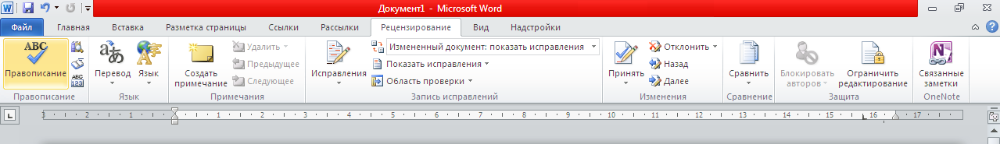 Документ1 - Microsoft Word
Файл Главная Вставка Разметка страницы Ссылки Рассылки Рецензирование Вид Надстройки
ABC Правописание
ABC 123
Перевод Язык
Создать примечание
Удалить
Предыдущее
Следующее
Исправления
Измененный документ: показать исправления
Показать исправления
Область проверки
Принять
Отклонить
Назад
Далее
Сравнить
Блокировать авторов
Ограничить редактирование
Связанные заметки
Правописание Язык Примечания Запись исправлений Изменения Сравнение Защита OneNote
3 2 1 1 2 3 4 5 6 7 8 9 10 11 12 13 14 15 16 17